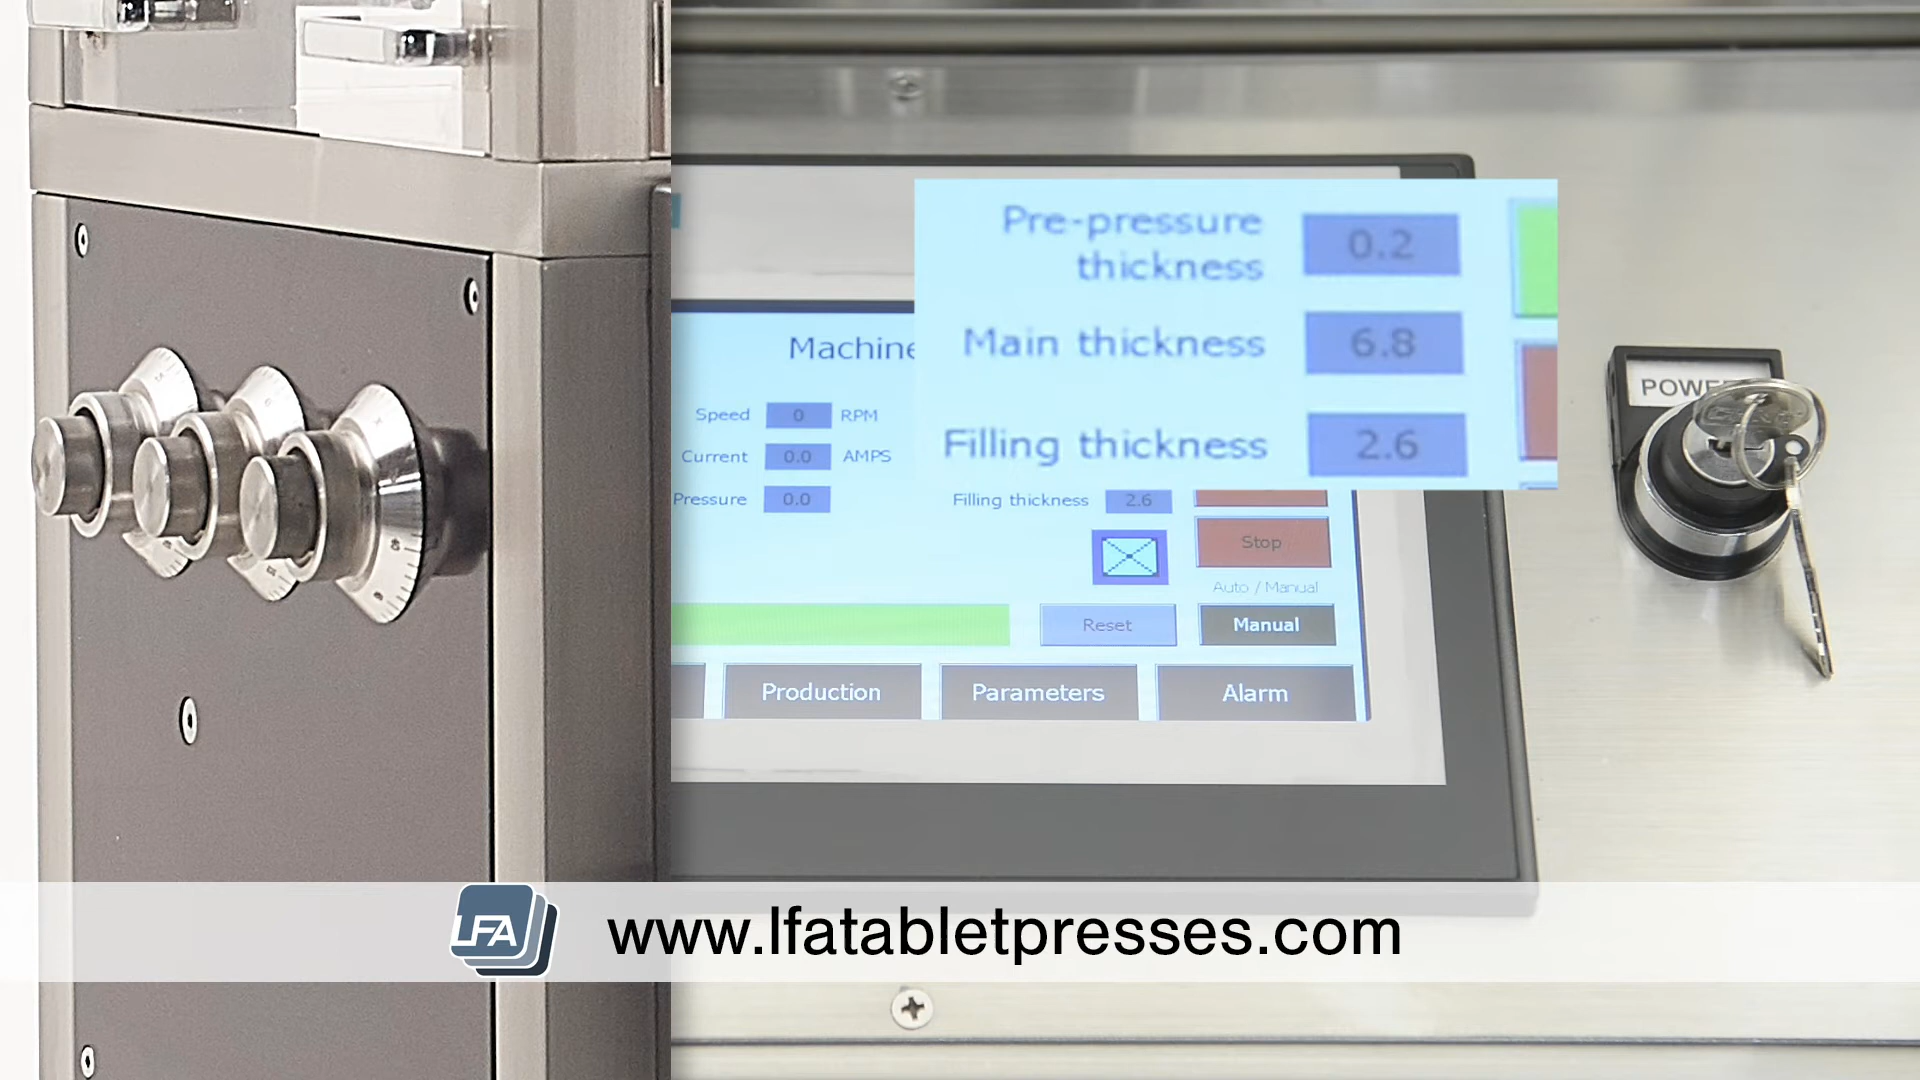 Pre-pressure
thickness
0.2
Main thickness
6.8
Filling thickness
2.6
Machine
Speed 0 RPM
Current 0.0 AMPS
Pressure 0.0
Filling thickness 2.6
Stop
Auto / Manual
Reset
Manual
Production
Parameters
Alarm
POWER
LFA
www.lfatabletpresses.com